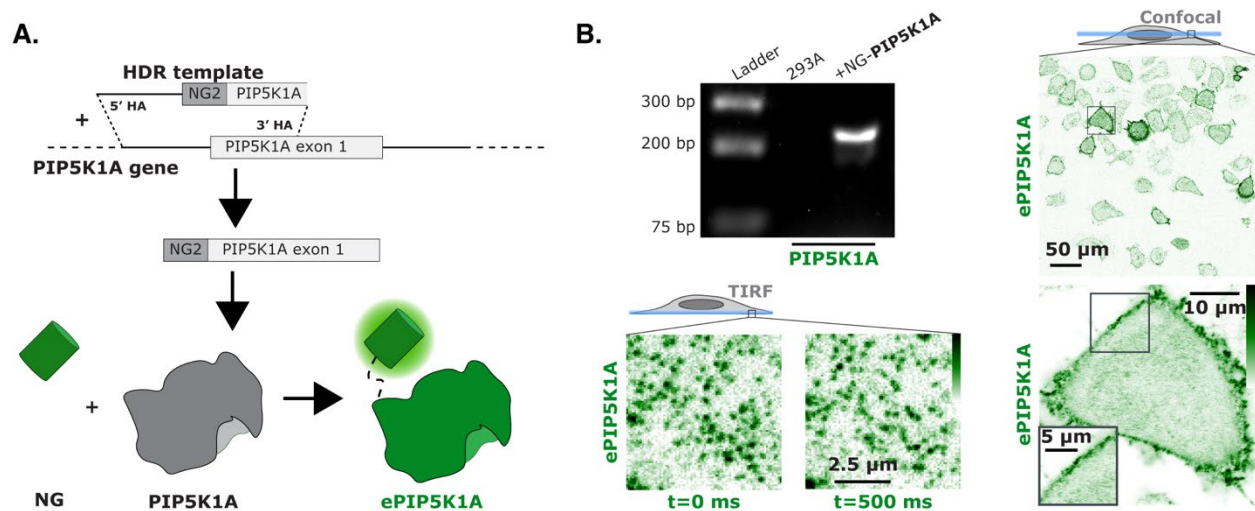 A.
HDR template
NG2 PIP5K1A
5′ HA
3′ HA
+
PIP5K1A exon 1
PIP5K1A gene
NG2 PIP5K1A exon 1
+
NG
PIP5K1A
ePIP5K1A
B.
Ladder
293A
+NG-PIP5K1A
300 bp
200 bp
75 bp
PIP5K1A
TIRF
ePIP5K1A
2.5 µm
t=0 ms
t=500 ms
Confocal
ePIP5K1A
50 µm
10 µm
ePIP5K1A
5 µm